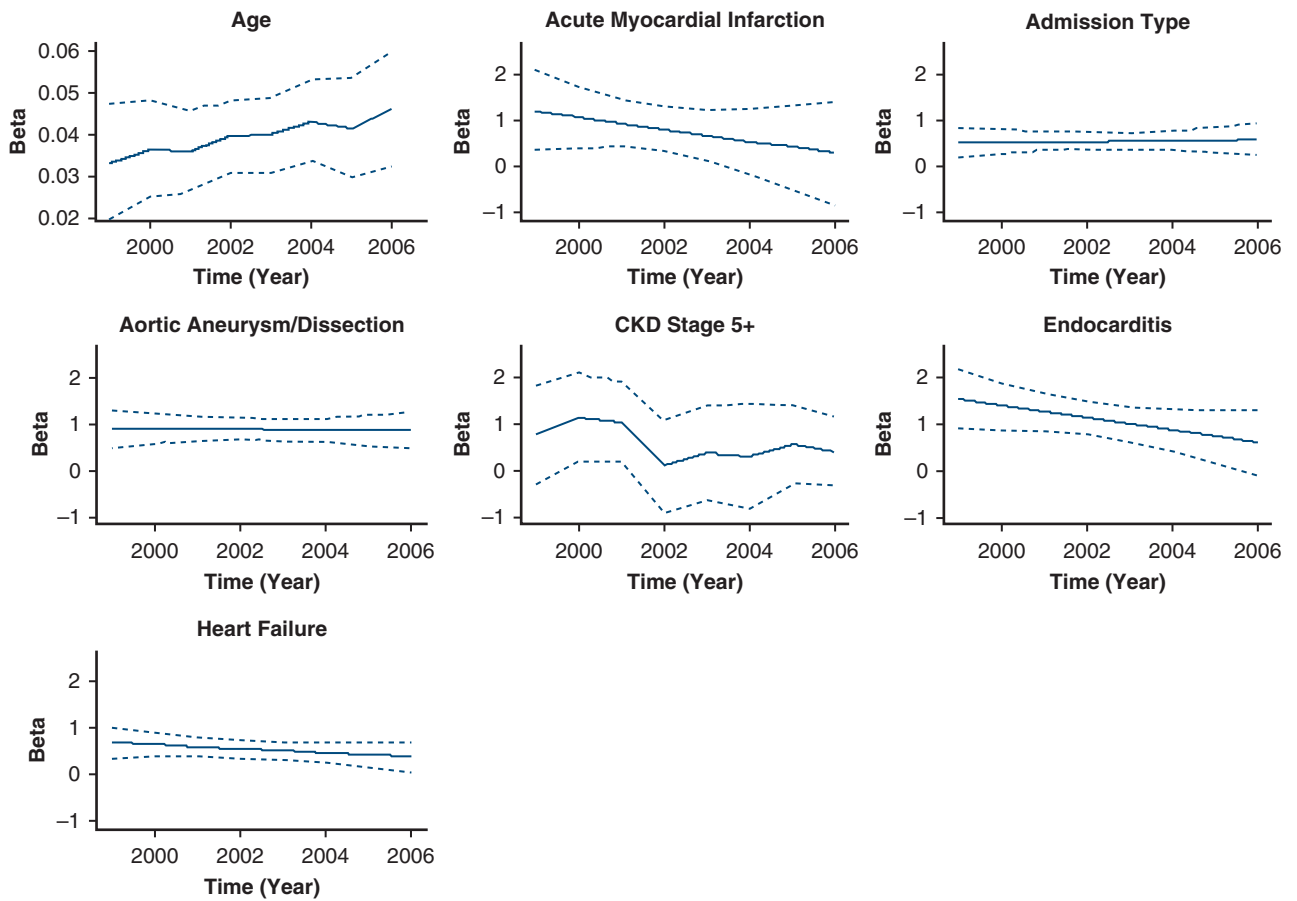 Age
0.06
0.05
0.04
0.03
0.02
Beta
2000 2002 2004 2006
Time (Year)
Acute Myocardial Infarction
2
1
0
–1
Beta
2000 2002 2004 2006
Time (Year)
Admission Type
2
1
0
–1
Beta
2000 2002 2004 2006
Time (Year)
Aortic Aneurysm/Dissection
2
1
0
–1
Beta
2000 2002 2004 2006
Time (Year)
CKD Stage 5+
2
1
0
–1
Beta
2000 2002 2004 2006
Time (Year)
Endocarditis
2
1
0
–1
Beta
2000 2002 2004 2006
Time (Year)
Heart Failure
2
1
0
–1
Beta
2000 2002 2004 2006
Time (Year)